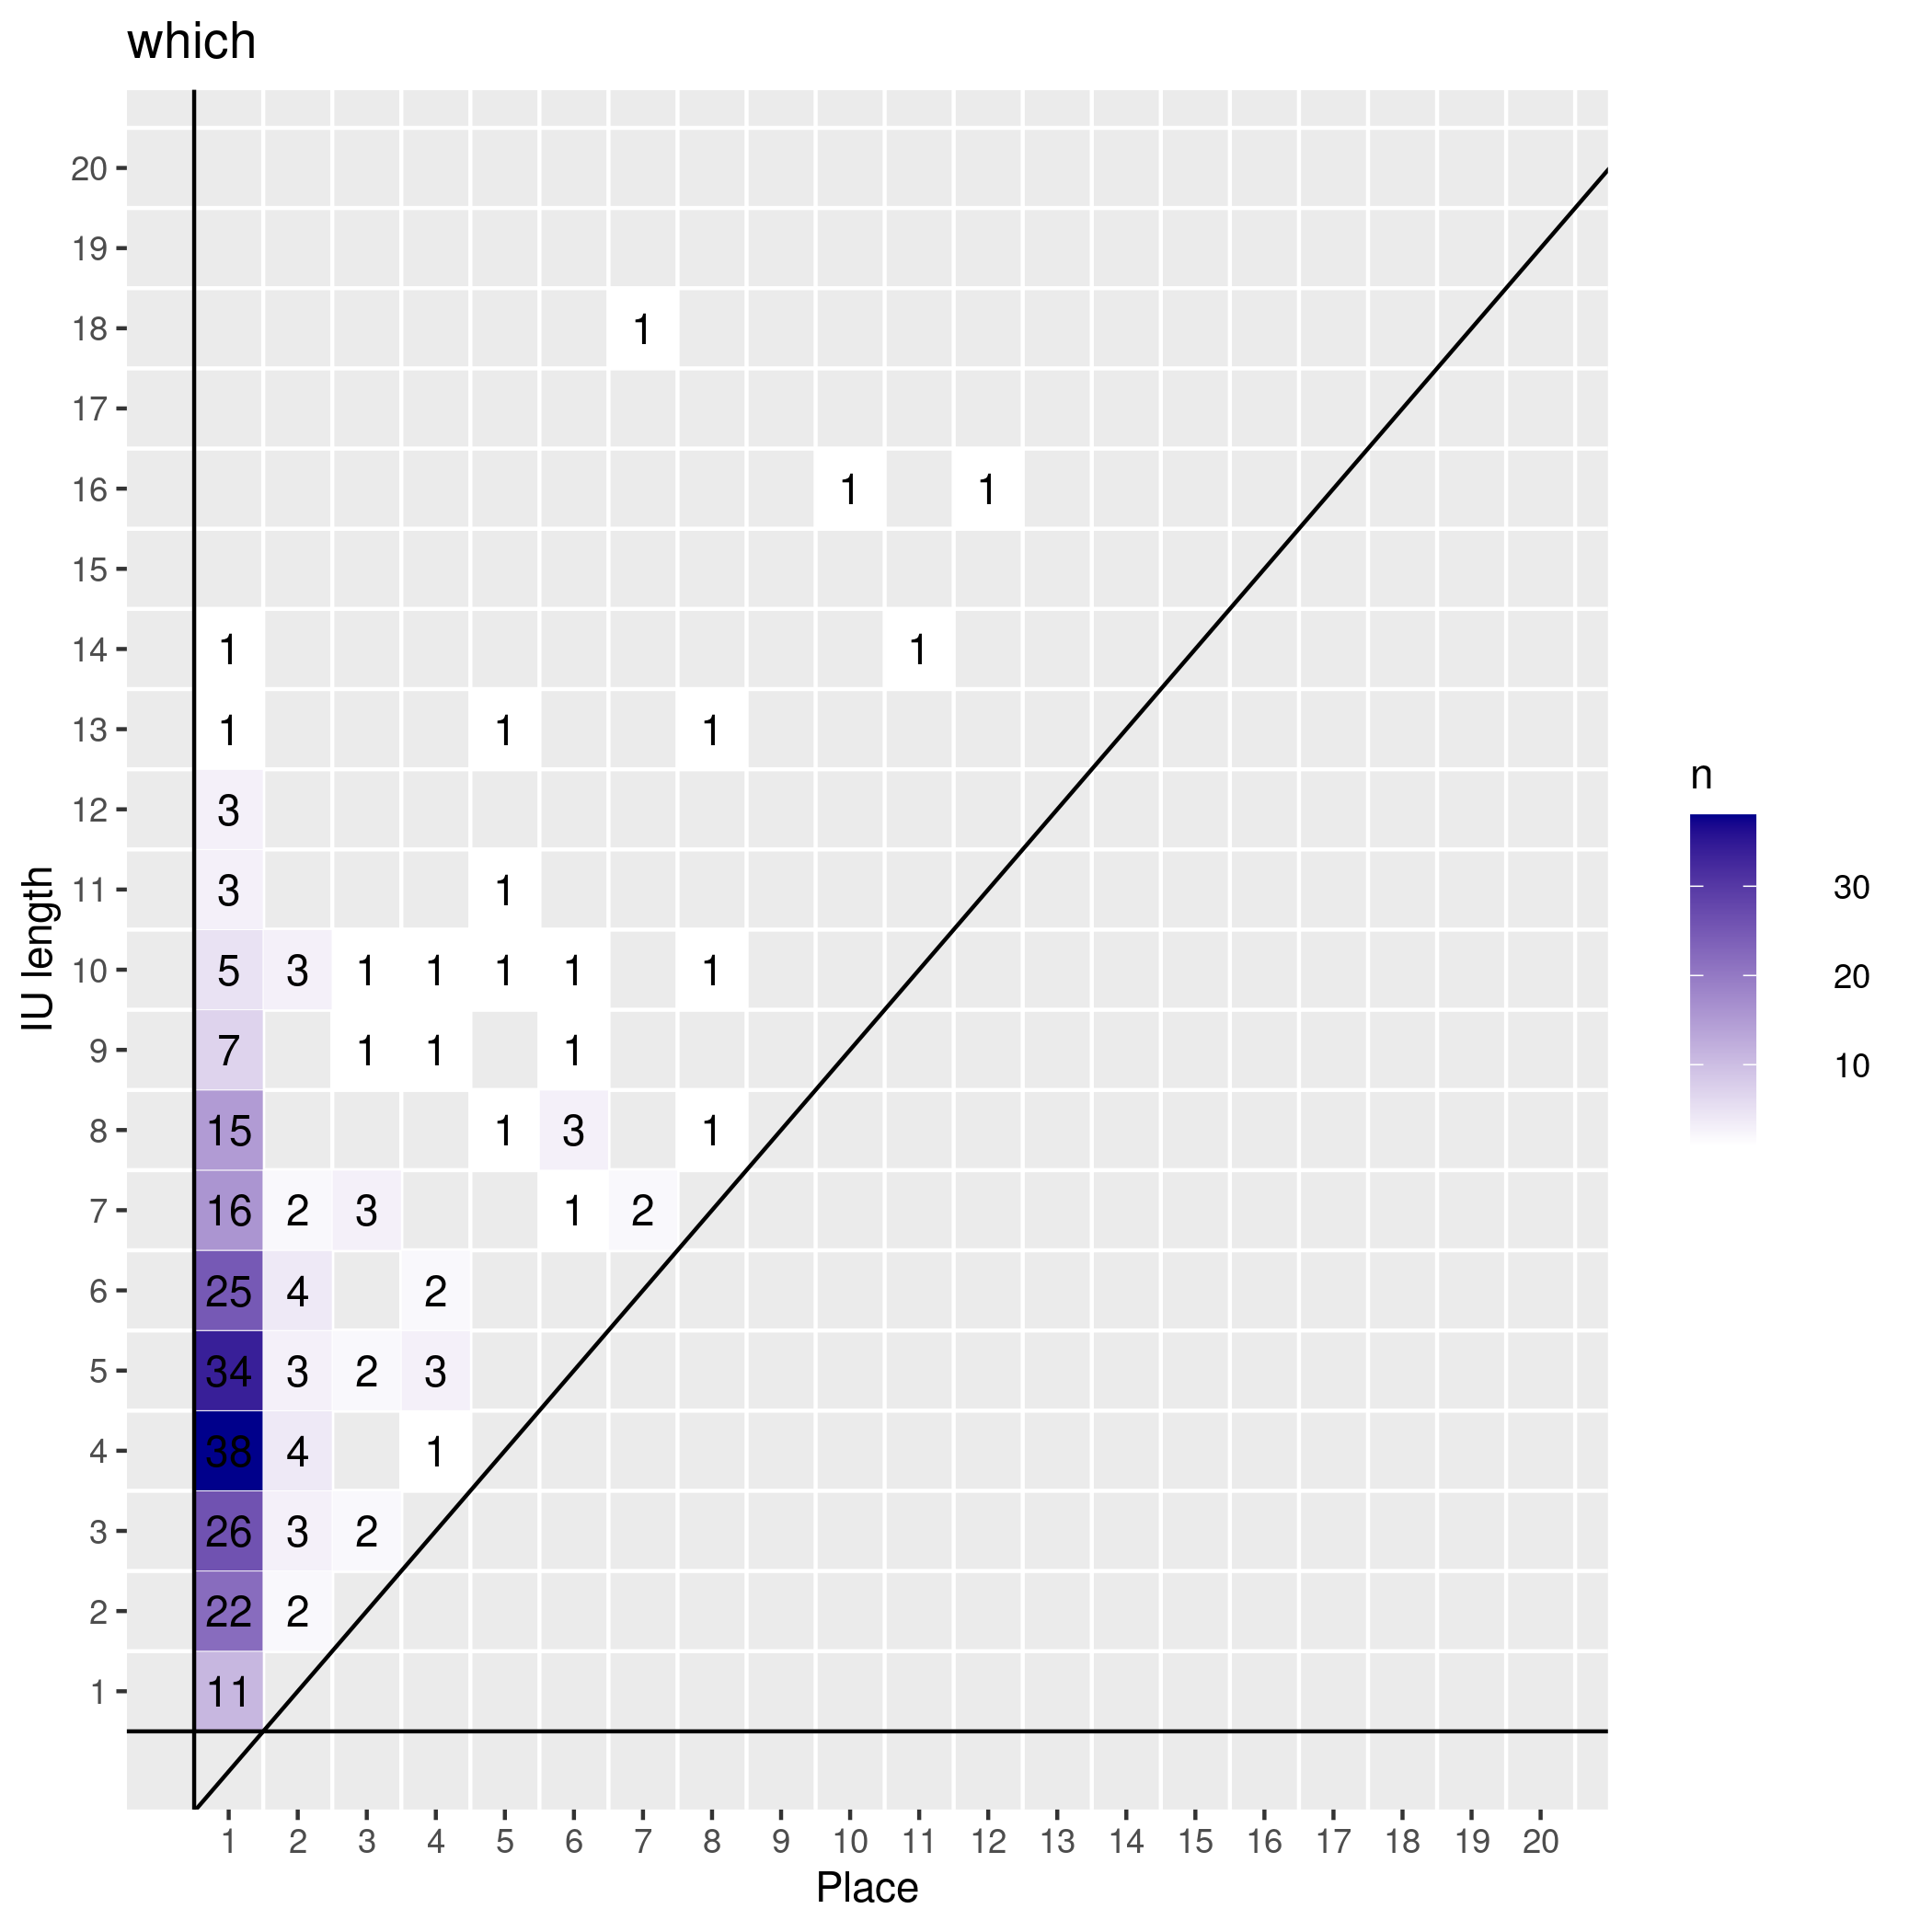 which
20
19
18 1
17
16 1 1
15
14 1 1
13 1 1 1
12 3
11 3 1
10 5 3 1 1 1 1 1
9 7 1 1 1
8 15 1 3 1
7 16 2 3 1 2
6 25 4 2
5 34 3 2 3
4 38 4 1
3 26 3 2
2 22 2
1 11
1 2 3 4 5 6 7 8 9 10 11 12 13 14 15 16 17 18 19 20
Place
IU length
n
30
20
10